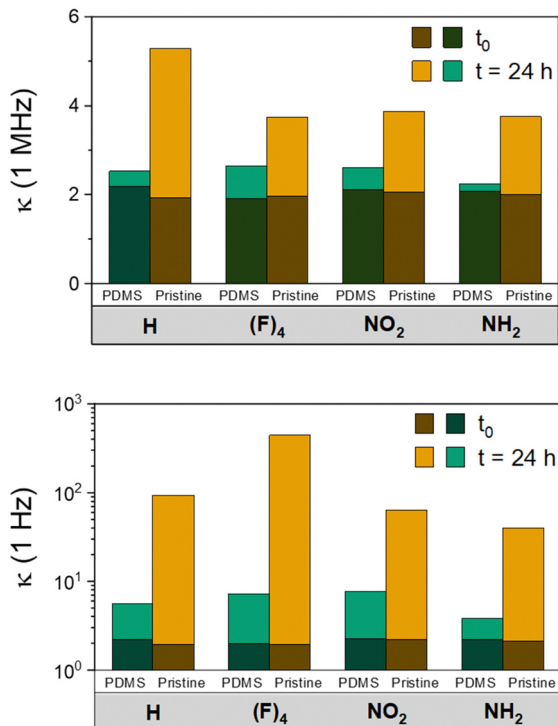 κ (1 MHz)
6
4
2
0
t₀
t = 24 h
PDMS Pristine PDMS Pristine PDMS Pristine PDMS Pristine
H (F)₄ NO₂ NH₂
κ (1 Hz)
10³
10²
10¹
10⁰
t₀
t = 24 h
PDMS Pristine PDMS Pristine PDMS Pristine PDMS Pristine
H (F)₄ NO₂ NH₂